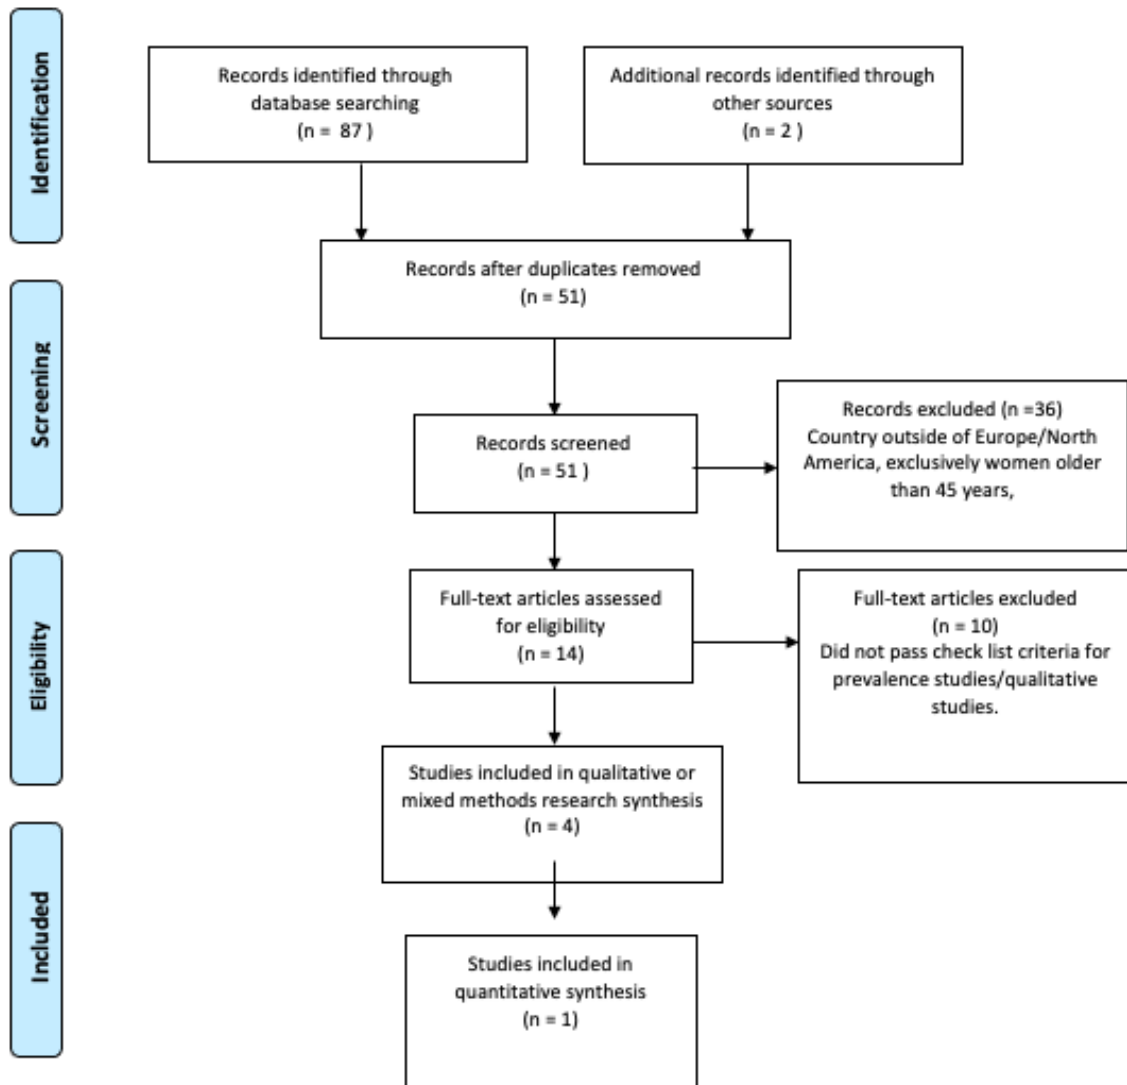 Identification
Records identified through
database searching
(n =  87 )
Additional records identified through
other sources
(n = 2 )
Records after duplicates removed
(n = 51)
Screening
Records screened
(n = 51 )
Records excluded (n =36)
Country outside of Europe/North
America, exclusively women older
than 45 years,
Eligibility
Full-text articles assessed
for eligibility
(n = 14)
Full-text articles excluded
(n = 10)
Did not pass check list criteria for
prevalence studies/qualitative
studies.
Studies included in qualitative or
mixed methods research synthesis
(n = 4)
Included
Studies included in
quantitative synthesis
(n = 1)